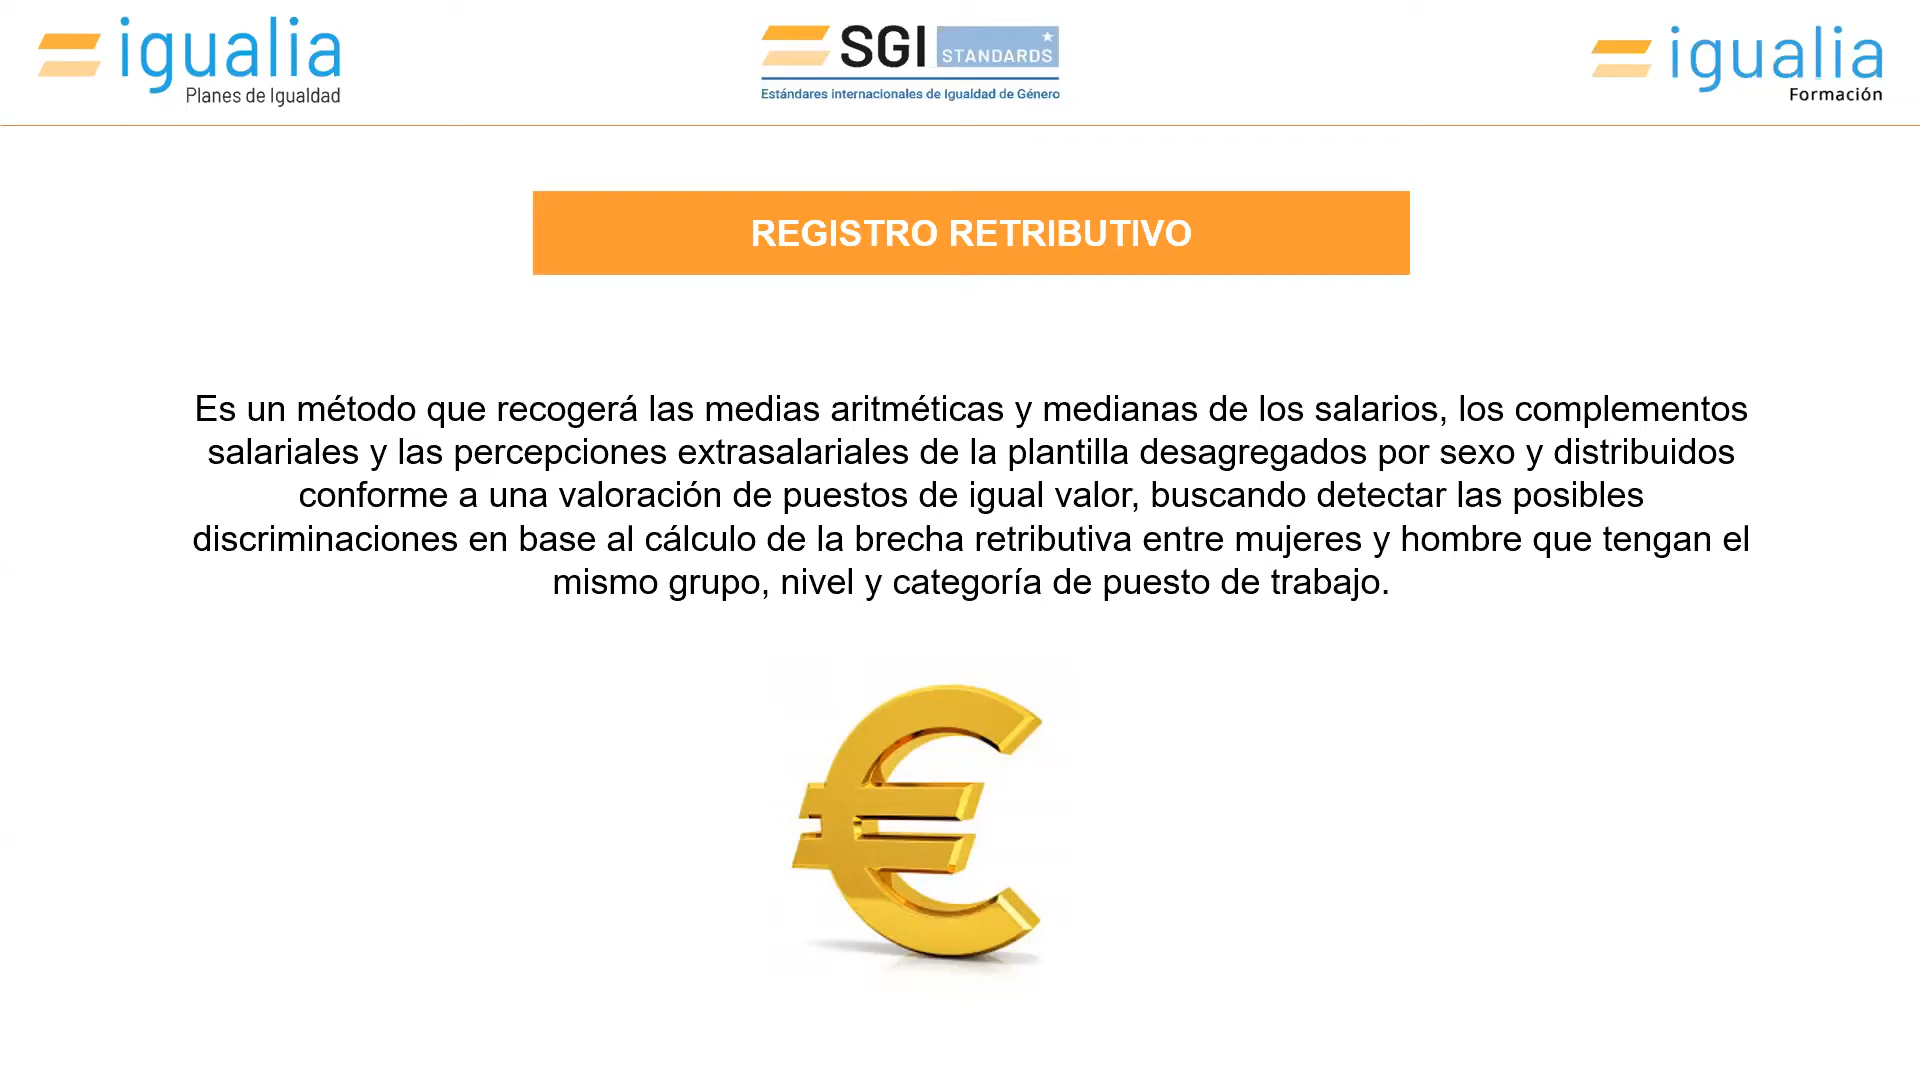 igualia
Planes de Igualdad
SGI STANDARDS
Estándares internacionales de Igualdad de Género
igualia
Formación
REGISTRO RETRIBUTIVO
Es un método que recogerá las medias aritméticas y medianas de los salarios, los complementos
salariales y las percepciones extrasalariales de la plantilla desagregados por sexo y distribuidos
conforme a una valoración de puestos de igual valor, buscando detectar las posibles
discriminaciones en base al cálculo de la brecha retributiva entre mujeres y hombre que tengan el
mismo grupo, nivel y categoría de puesto de trabajo.